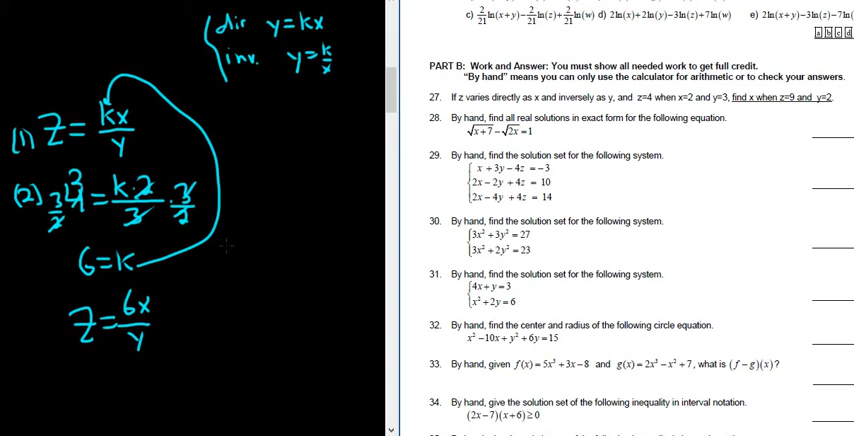 dir y = kx
inv. y = k/x
(1) Z = kx/y
(2) 3/2 · 4 = k·2/3 · 3/2
6 = k
Z = 6x/y
c) 2/21 ln(x+y) − 2/21 ln(z) + 2/21 ln(w) d) 2ln(x)+2ln(y)−3ln(z)+7ln(w) e) 2ln(x+y)−3ln(z)−7ln(
a b c d
PART B: Work and Answer: You must show all needed work to get full credit.
"By hand" means you can only use the calculator for arithmetic or to check your answers.
27. If z varies directly as x and inversely as y, and z=4 when x=2 and y=3, find x when z=9 and y=2.
28. By hand, find all real solutions in exact form for the following equation.
√(x+7) − √(2x) = 1
29. By hand, find the solution set for the following system.
x + 3y − 4z = −3
2x − 2y + 4z = 10
2x − 4y + 4z = 14
30. By hand, find the solution set for the following system.
3x² + 3y² = 27
3x² + 2y² = 23
31. By hand, find the solution set for the following system.
4x + y = 3
x² + 2y = 6
32. By hand, find the center and radius of the following circle equation.
x² − 10x + y² + 6y = 15
33. By hand, given f(x) = 5x³ + 3x − 8 and g(x) = 2x³ − x² + 7, what is (f − g)(x)?
34. By hand, give the solution set of the following inequality in interval notation.
(2x − 7)(x + 6) ≥ 0